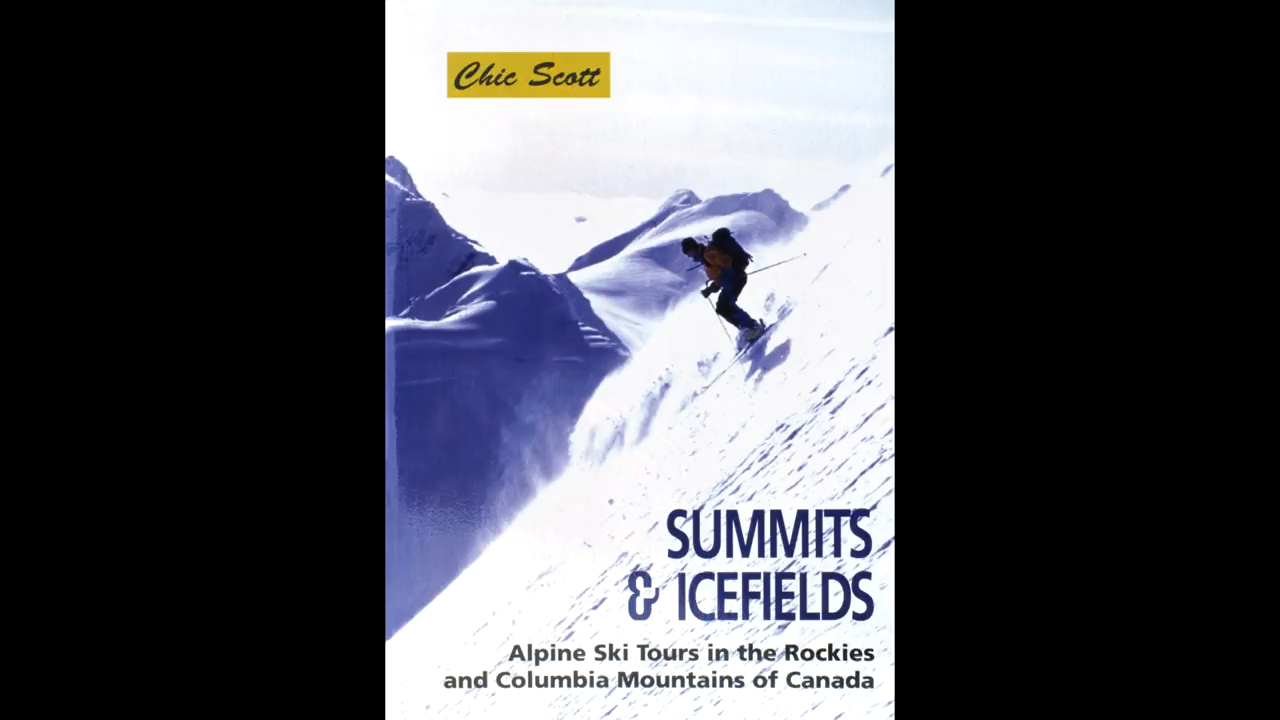 Chic Scott
SUMMITS
& ICEFIELDS
Alpine Ski Tours in the Rockies
and Columbia Mountains of Canada